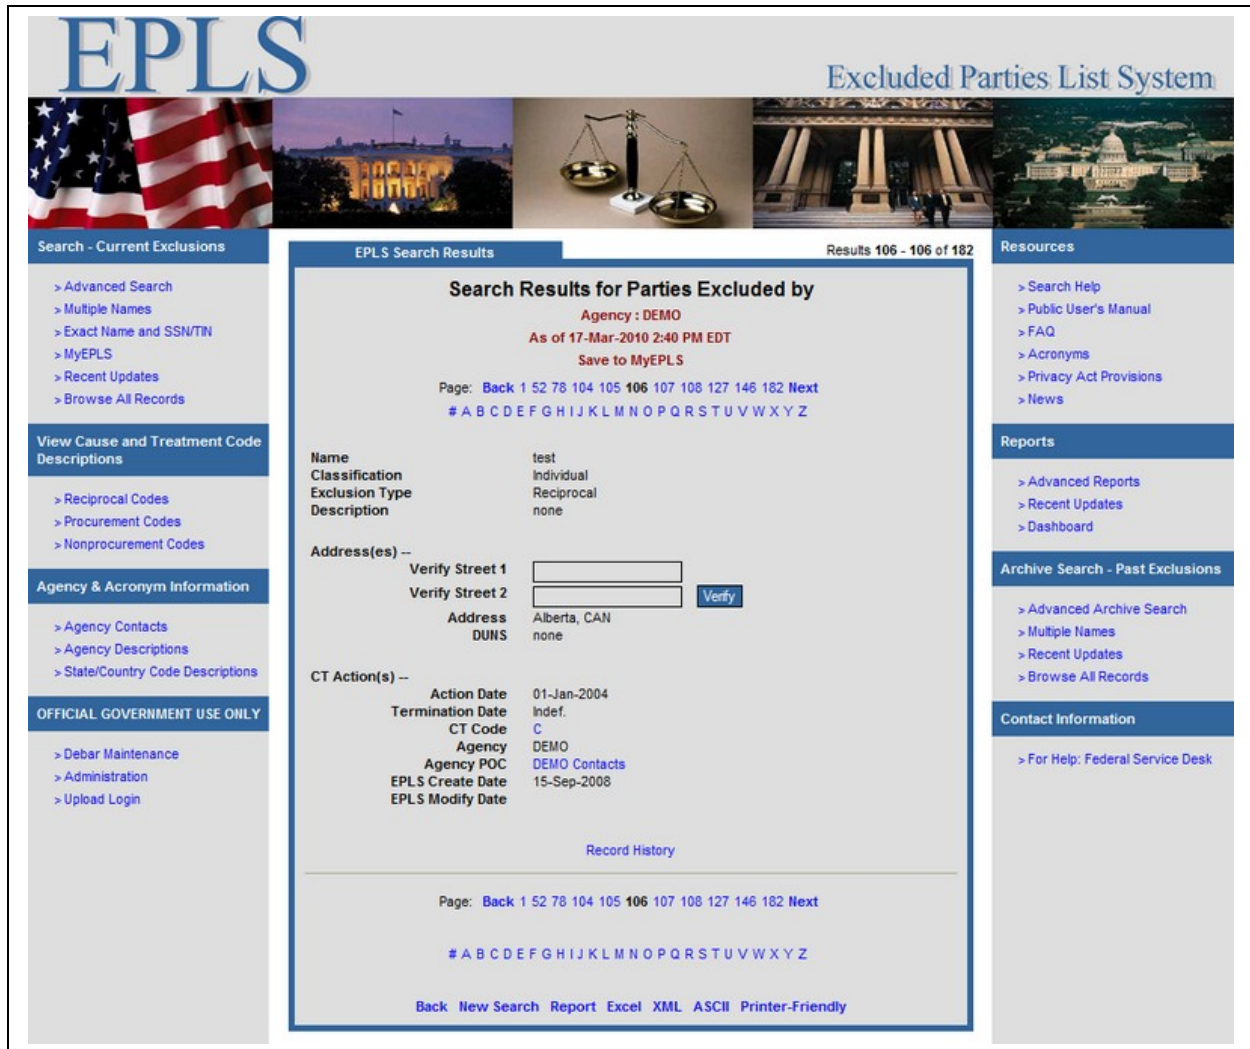 EPLS
Excluded Parties List System
Search - Current Exclusions
> Advanced Search
> Multiple Names
> Exact Name and SSN/TIN
> MyEPLS
> Recent Updates
> Browse All Records
View Cause and Treatment Code
Descriptions
> Reciprocal Codes
> Procurement Codes
> Nonprocurement Codes
Agency & Acronym Information
> Agency Contacts
> Agency Descriptions
> State/Country Code Descriptions
OFFICIAL GOVERNMENT USE ONLY
> Debar Maintenance
> Administration
> Upload Login
EPLS Search Results
Results 106 - 106 of 182
Search Results for Parties Excluded by
Agency : DEMO
As of 17-Mar-2010 2:40 PM EDT
Save to MyEPLS
Page: Back 1 52 78 104 105 106 107 108 127 146 182 Next
# A B C D E F G H I J K L M N O P Q R S T U V W X Y Z
Name test
Classification Individual
Exclusion Type Reciprocal
Description none
Address(es) --
Verify Street 1
Verify Street 2 Verify
Address Alberta, CAN
DUNS none
CT Action(s) --
Action Date 01-Jan-2004
Termination Date Indef.
CT Code C
Agency DEMO
Agency POC DEMO Contacts
EPLS Create Date 15-Sep-2008
EPLS Modify Date
Record History
Page: Back 1 52 78 104 105 106 107 108 127 146 182 Next
# A B C D E F G H I J K L M N O P Q R S T U V W X Y Z
Back New Search Report Excel XML ASCII Printer-Friendly
Resources
> Search Help
> Public User's Manual
> FAQ
> Acronyms
> Privacy Act Provisions
> News
Reports
> Advanced Reports
> Recent Updates
> Dashboard
Archive Search - Past Exclusions
> Advanced Archive Search
> Multiple Names
> Recent Updates
> Browse All Records
Contact Information
> For Help: Federal Service Desk